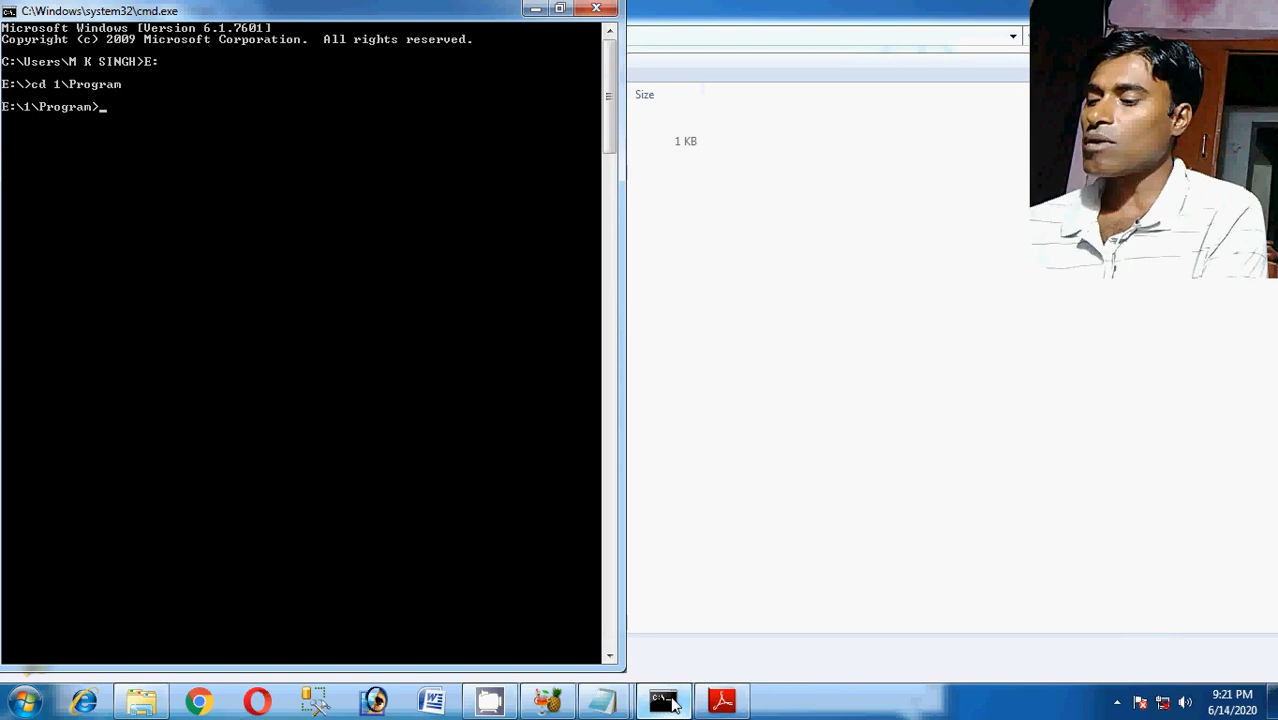 C:\Windows\system32\cmd.exe
Microsoft Windows [Version 6.1.7601]
Copyright (c) 2009 Microsoft Corporation.  All rights reserved.
C:\Users\M K SINGH>E:
E:\>cd 1\Program
E:\1\Program>_
Size
1 KB
9:21 PM
6/14/2020